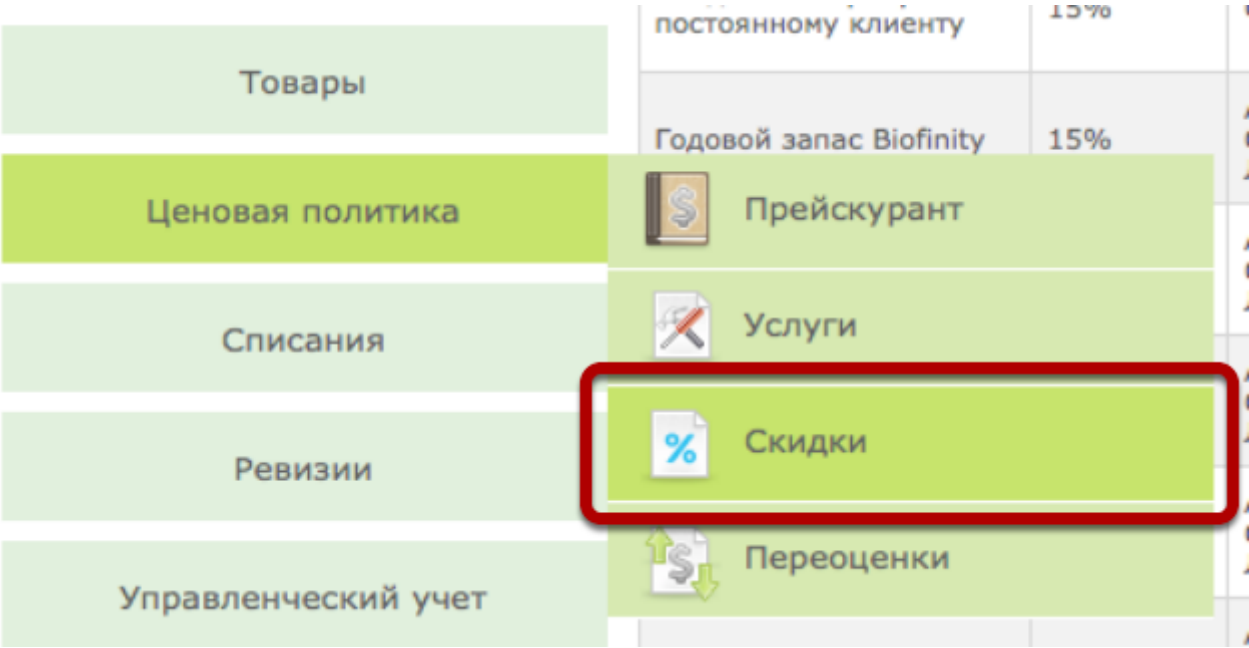 постоянному клиенту
15%
Товары
Годовой запас Biofinity
15%
Ценовая политика
Прейскурант
Услуги
Списания
Скидки
Ревизии
Переоценки
Управленческий учет